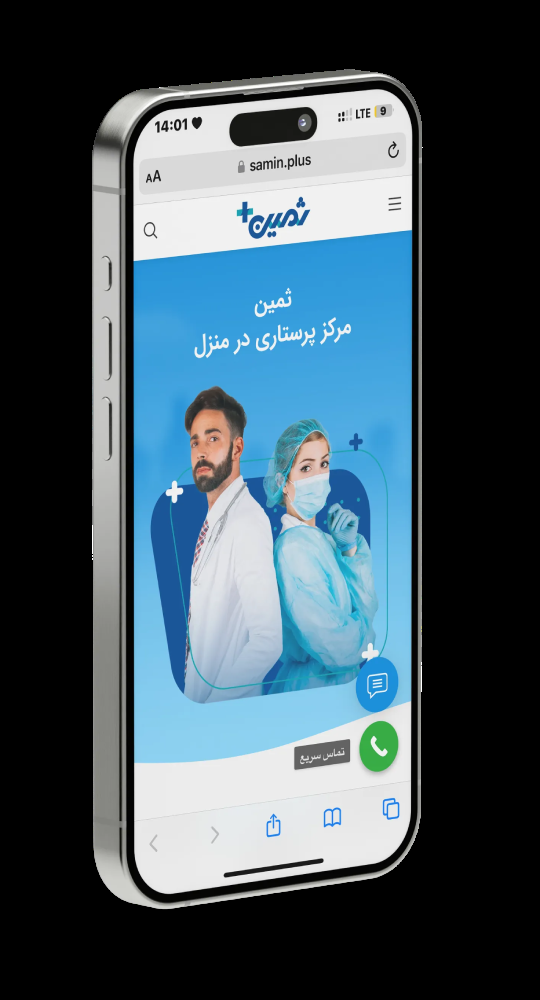 14:01
LTE 9
AA samin.plus
ثمین+
ثمین
مرکز پرستاری در منزل
تماس سریع